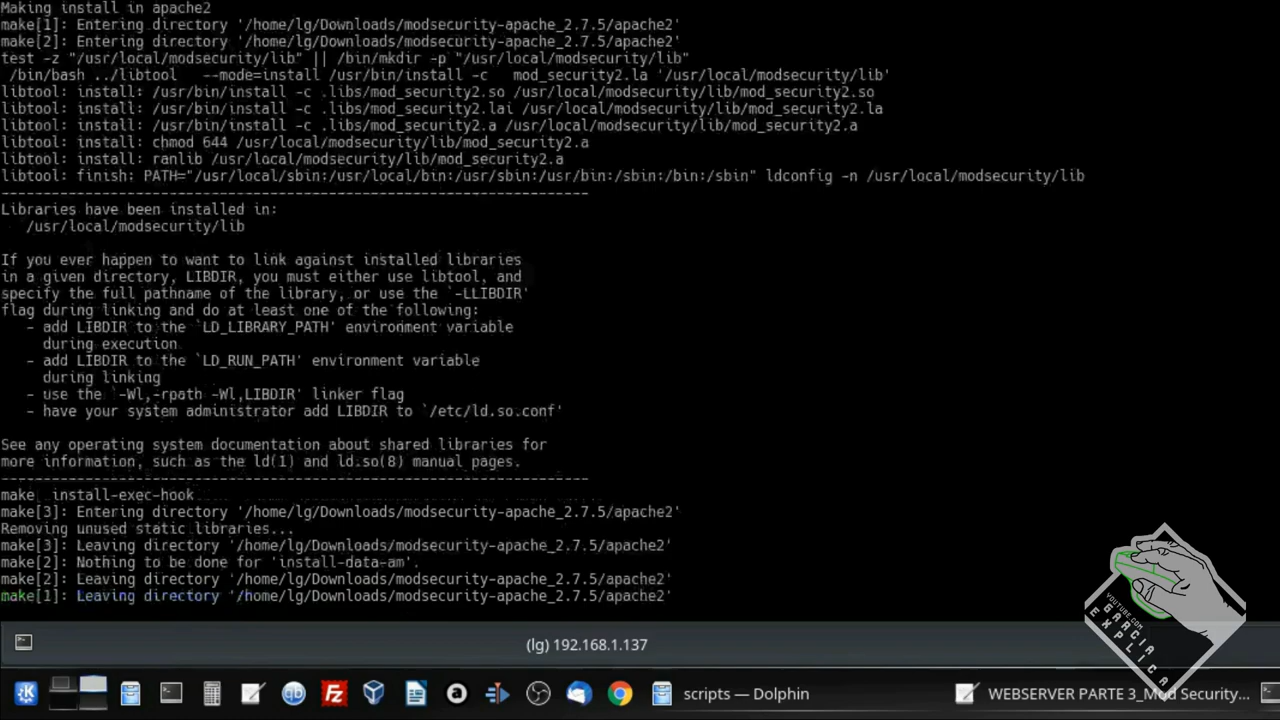 Making install in apache2
make[1]: Entering directory '/home/lg/Downloads/modsecurity-apache_2.7.5/apache2'
make[2]: Entering directory '/home/lg/Downloads/modsecurity-apache_2.7.5/apache2'
test -z "/usr/local/modsecurity/lib" || /bin/mkdir -p "/usr/local/modsecurity/lib"
/bin/bash ../libtool   --mode=install /usr/bin/install -c   mod_security2.la '/usr/local/modsecurity/lib'
libtool: install: /usr/bin/install -c .libs/mod_security2.so /usr/local/modsecurity/lib/mod_security2.so
libtool: install: /usr/bin/install -c .libs/mod_security2.lai /usr/local/modsecurity/lib/mod_security2.la
libtool: install: /usr/bin/install -c .libs/mod_security2.a /usr/local/modsecurity/lib/mod_security2.a
libtool: install: chmod 644 /usr/local/modsecurity/lib/mod_security2.a
libtool: install: ranlib /usr/local/modsecurity/lib/mod_security2.a
libtool: finish: PATH="/usr/local/sbin:/usr/local/bin:/usr/sbin:/usr/bin:/sbin:/bin:/sbin" ldconfig -n /usr/local/modsecurity/lib
----------------------------------------------------------------------
Libraries have been installed in:
/usr/local/modsecurity/lib
If you ever happen to want to link against installed libraries
in a given directory, LIBDIR, you must either use libtool, and
specify the full pathname of the library, or use the `-LLIBDIR'
flag during linking and do at least one of the following:
- add LIBDIR to the `LD_LIBRARY_PATH' environment variable
during execution
- add LIBDIR to the `LD_RUN_PATH' environment variable
during linking
- use the `-Wl,-rpath -Wl,LIBDIR' linker flag
- have your system administrator add LIBDIR to `/etc/ld.so.conf'
See any operating system documentation about shared libraries for
more information, such as the ld(1) and ld.so(8) manual pages.
----------------------------------------------------------------------
make  install-exec-hook
make[3]: Entering directory '/home/lg/Downloads/modsecurity-apache_2.7.5/apache2'
Removing unused static libraries...
make[3]: Leaving directory '/home/lg/Downloads/modsecurity-apache_2.7.5/apache2'
make[2]: Nothing to be done for 'install-data-am'.
make[2]: Leaving directory '/home/lg/Downloads/modsecurity-apache_2.7.5/apache2'
make[1]: Leaving directory '/home/lg/Downloads/modsecurity-apache_2.7.5/apache2'
YOUTUBE.COM
GARCIA
EXPLICA
(lg) 192.168.1.137
scripts — Dolphin
WEBSERVER PARTE 3_Mod Security...